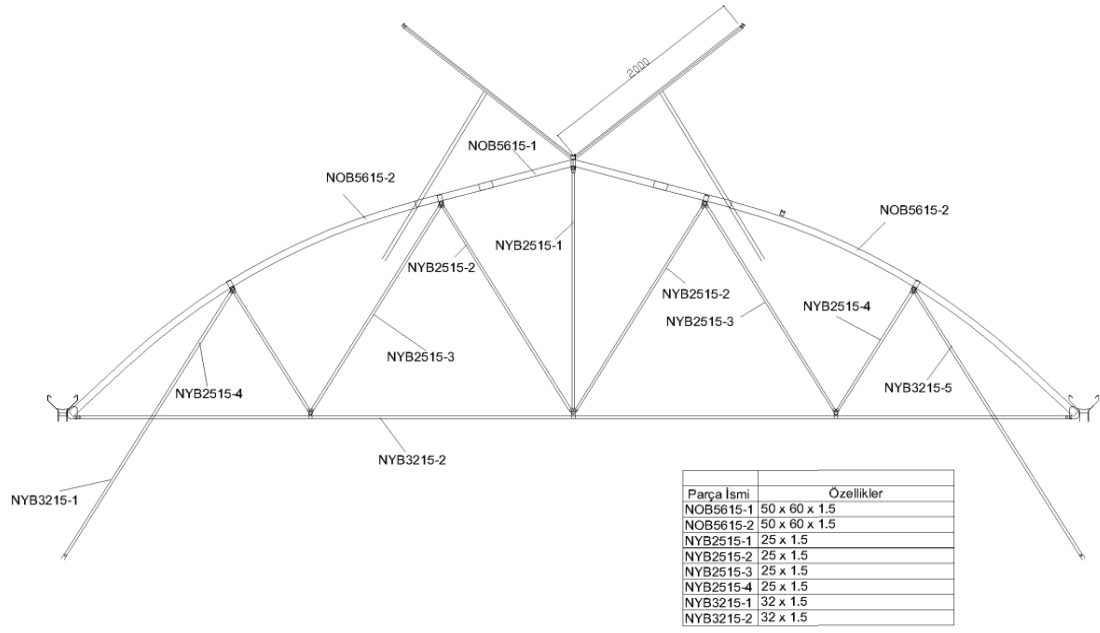 2000
NOB5615-1
NOB5615-2
NOB5615-2
NYB2515-1
NYB2515-2
NYB2515-2
NYB2515-4
NYB2515-3
NYB2515-3
NYB2515-4
NYB3215-5
NYB3215-2
NYB3215-1
Parça İsmi Özellikler
NOB5615-1 50 x 60 x 1.5
NOB5615-2 50 x 60 x 1.5
NYB2515-1 25 x 1.5
NYB2515-2 25 x 1.5
NYB2515-3 25 x 1.5
NYB2515-4 25 x 1.5
NYB3215-1 32 x 1.5
NYB3215-2 32 x 1.5